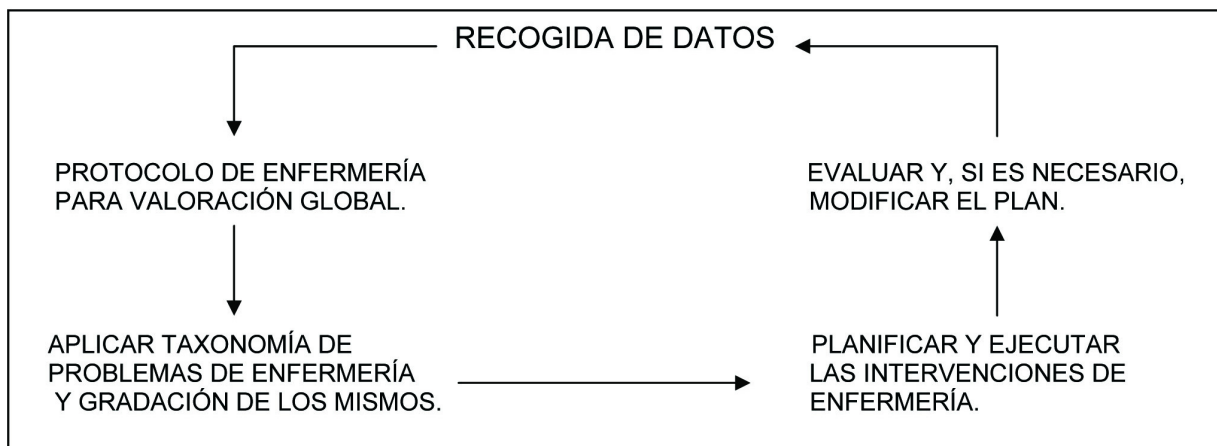 RECOGIDA DE DATOS
PROTOCOLO DE ENFERMERÍA
PARA VALORACIÓN GLOBAL.
APLICAR TAXONOMÍA DE
PROBLEMAS DE ENFERMERÍA
Y GRADACIÓN DE LOS MISMOS.
PLANIFICAR Y EJECUTAR
LAS INTERVENCIONES DE
ENFERMERÍA.
EVALUAR Y, SI ES NECESARIO,
MODIFICAR EL PLAN.